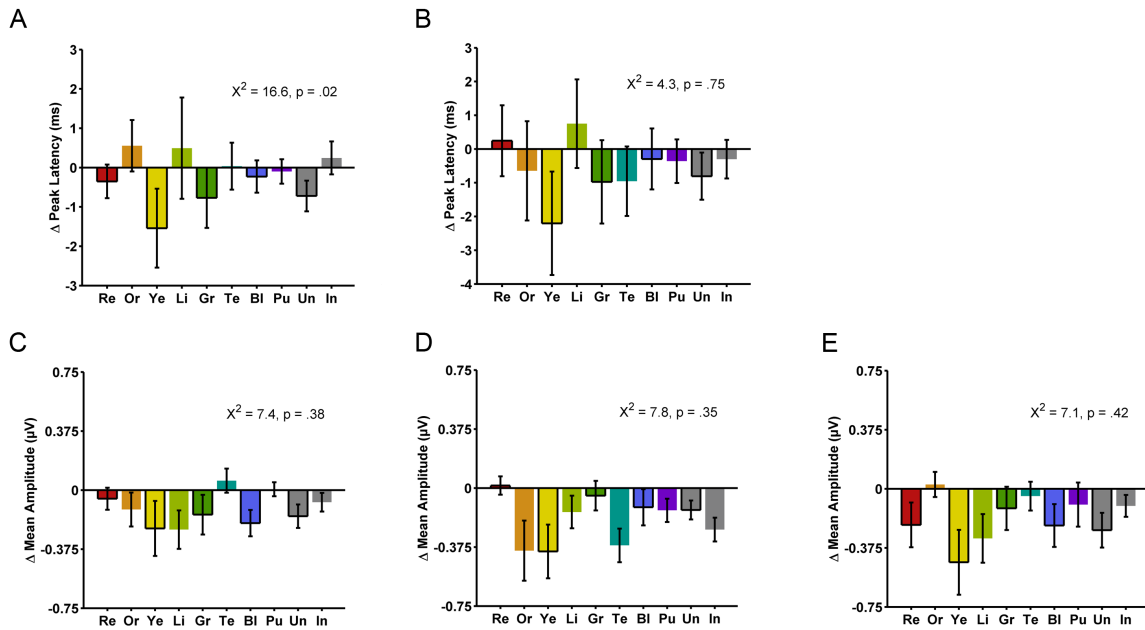 A
Δ Peak Latency (ms)
3
2
1
0
-1
-2
-3
X² = 16.6, p = .02
Re Or Ye Li Gr Te Bl Pu Un In
B
Δ Peak Latency (ms)
3
2
1
0
-1
-2
-3
-4
X² = 4.3, p = .75
Re Or Ye Li Gr Te Bl Pu Un In
C
Δ Mean Amplitude (µV)
0.75
0.375
0
-0.375
-0.75
X² = 7.4, p = .38
Re Or Ye Li Gr Te Bl Pu Un In
D
Δ Mean Amplitude (µV)
0.75
0.375
0
-0.375
-0.75
X² = 7.8, p = .35
Re Or Ye Li Gr Te Bl Pu Un In
E
Δ Mean Amplitude (µV)
0.75
0.375
0
-0.375
-0.75
X² = 7.1, p = .42
Re Or Ye Li Gr Te Bl Pu Un In